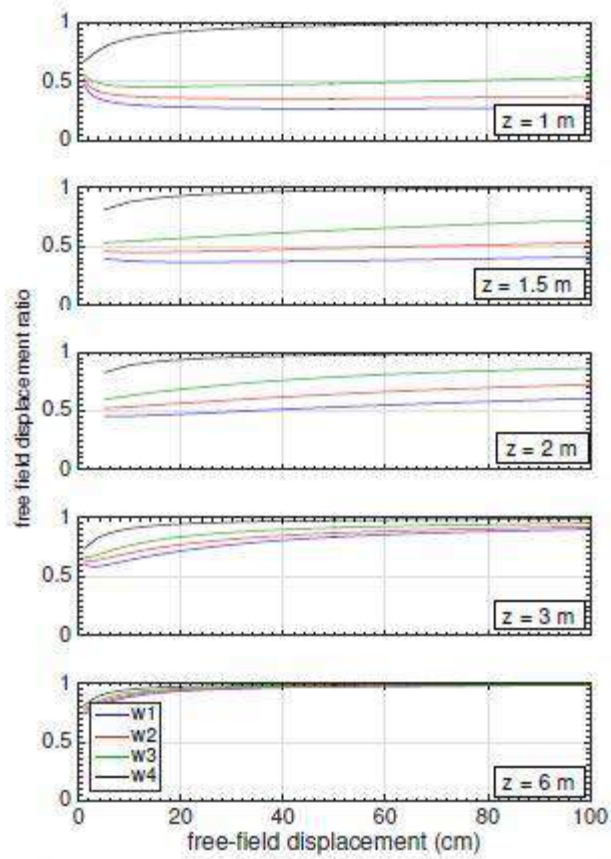 1
0.5
0
z = 1 m
1
0.5
0
z = 1.5 m
free field displacement ratio
1
0.5
0
z = 2 m
1
0.5
0
z = 3 m
1
0.5
0
w1
w2
w3
w4
z = 6 m
0 20 40 60 80 100
free-field displacement (cm)